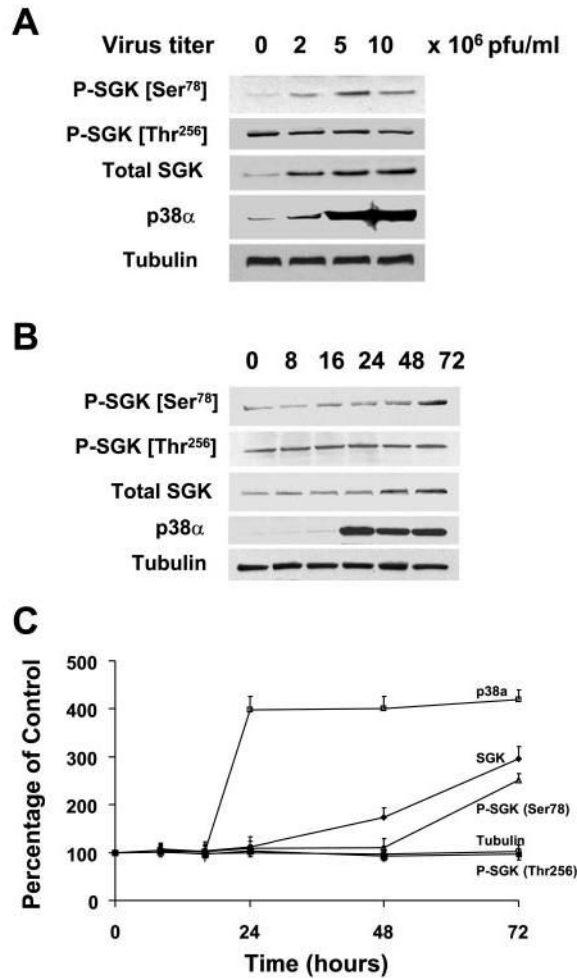 A
Virus titer 0 2 5 10 x 10⁶ pfu/ml
P-SGK [Ser⁷⁸]
P-SGK [Thr²⁵⁶]
Total SGK
p38α
Tubulin
B
0 8 16 24 48 72
P-SGK [Ser⁷⁸]
P-SGK [Thr²⁵⁶]
Total SGK
p38α
Tubulin
C
Percentage of Control
500
400
300
200
100
0
p38a
SGK
P-SGK (Ser78)
Tubulin
P-SGK (Thr256)
0 24 48 72
Time (hours)